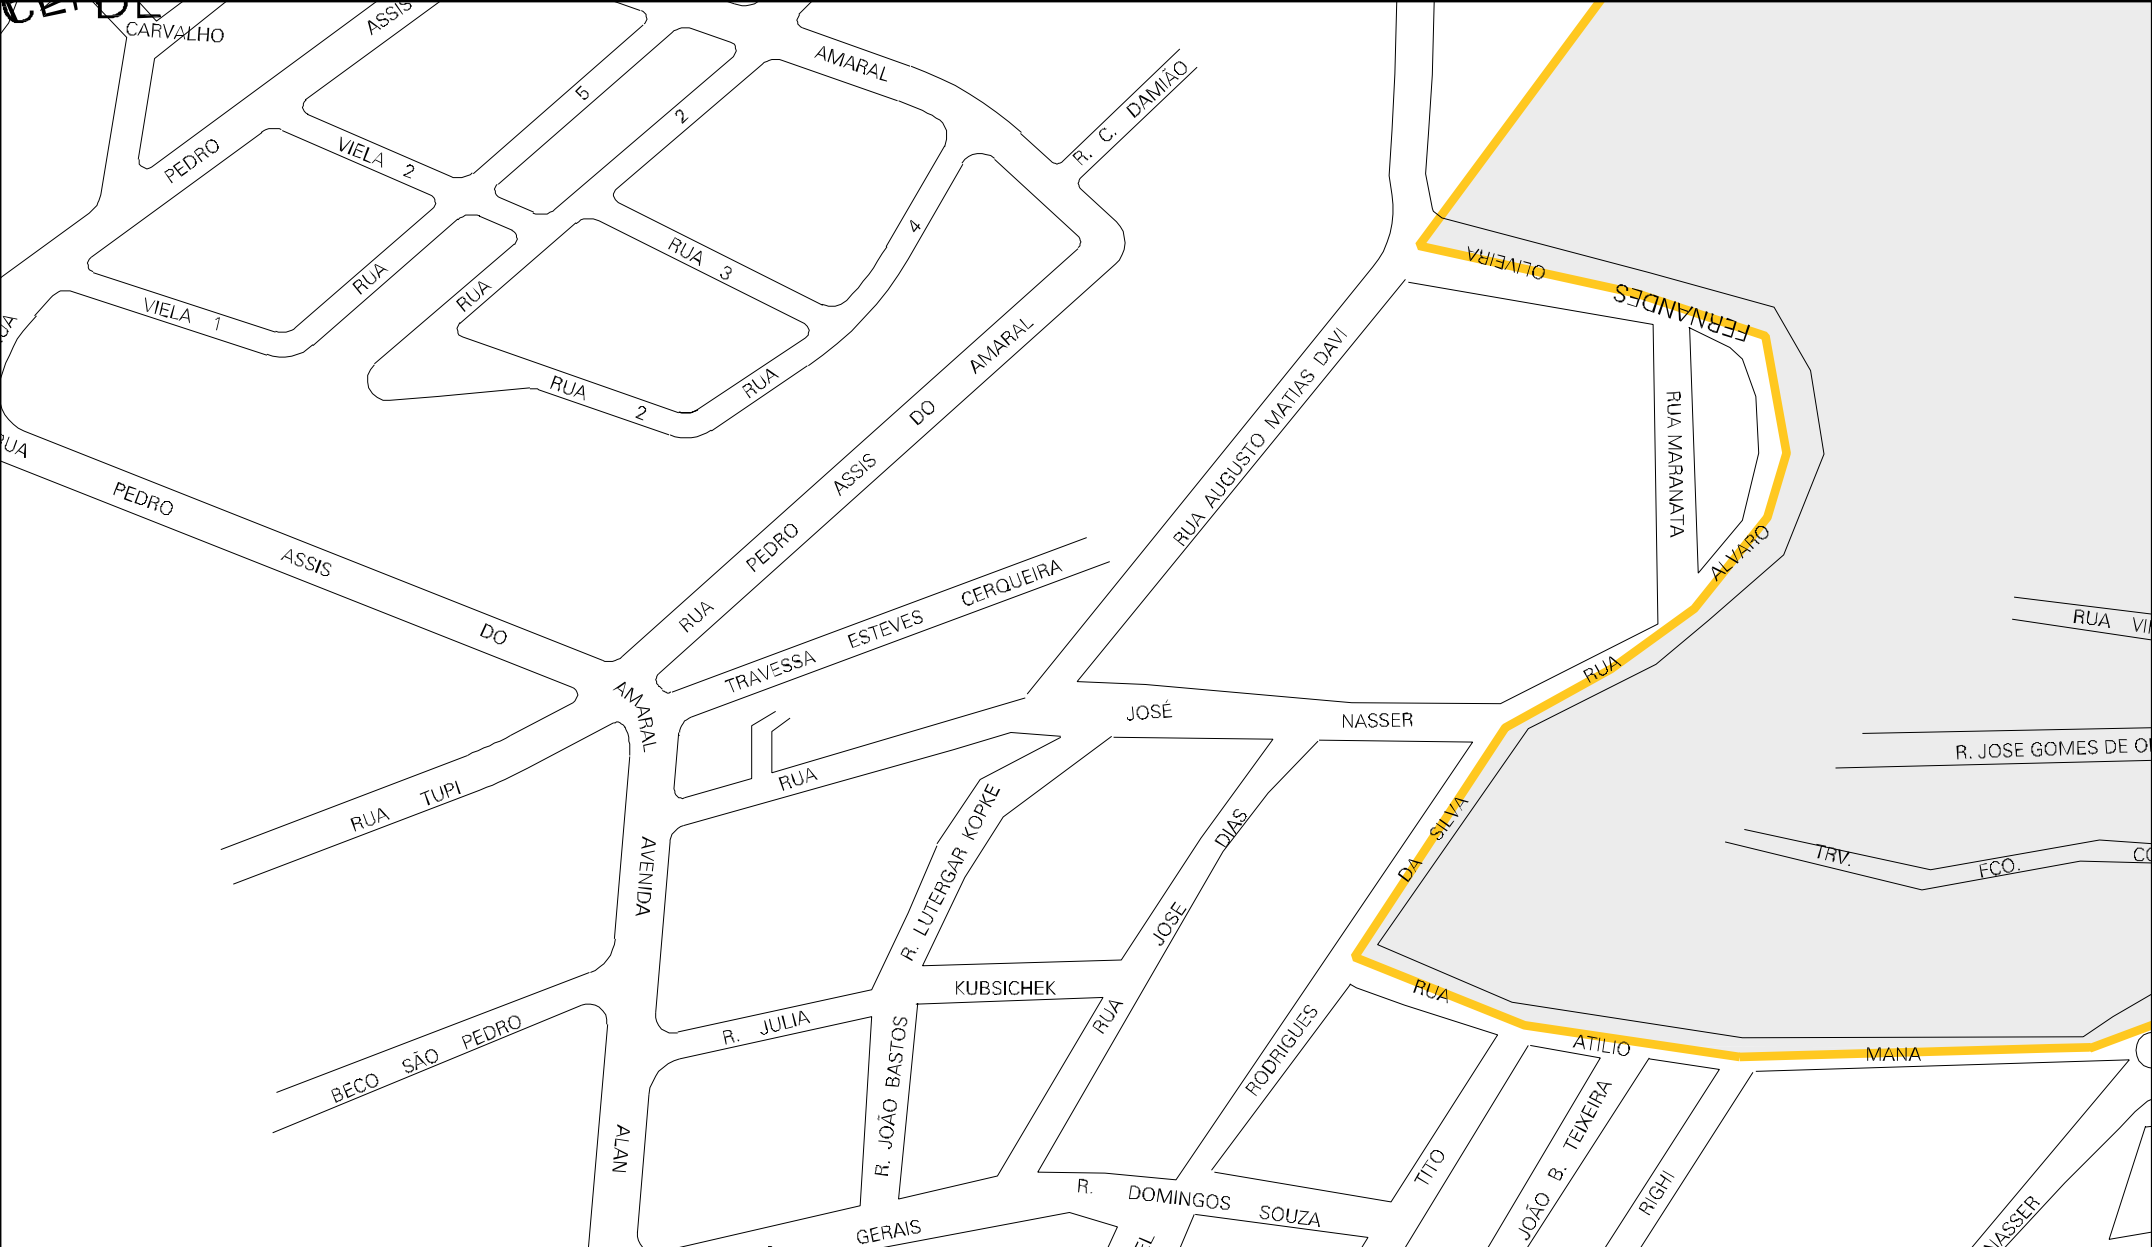 CARVALHO
ASSIS
AMARAL
R. C. DAMIÃO
5
2
PEDRO
VIELA 2
4
RUA 3
RUA
RUA
VIELA 1
OLIVEIRA
FERNANDES
RUA 2
RUA
RUA PEDRO ASSIS DO AMARAL
RUA AUGUSTO MATIAS DAVI
RUA MARANATA
RUA
PEDRO
ASSIS
DO
AMARAL
ALVARO
TRAVESSA ESTEVES CERQUEIRA
RUA
RUA
JOSÉ
NASSER
R. JOSE GOMES DE
RUA
RUA TUPI
SILVA
DA
TRV. FCO.
AVENIDA
R. LUTERGAR KOPKE
RUA JOSE DIAS
KUBSICHEK
RUA
ATILIO
MANA
R. JULIA
BECO SÃO PEDRO
R. JOÃO BASTOS
RODRIGUES
ALAN
TITO
JOÃO B. TEIXEIRA
RIGHI
R. DOMINGOS SOUZA
GERAIS
NASSER